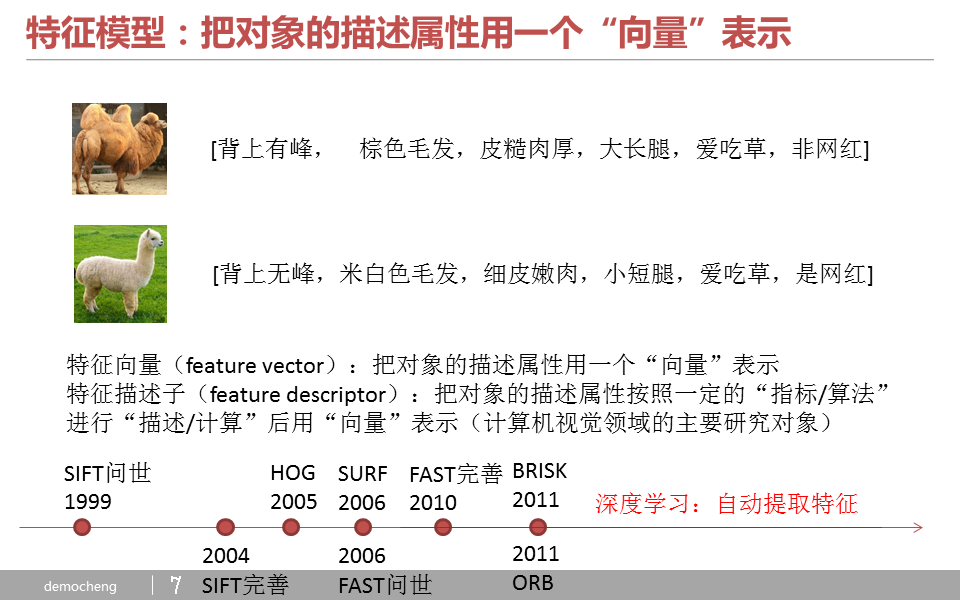 特征模型：把对象的描述属性用一个“向量”表示
[背上有峰， 棕色毛发，皮糙肉厚，大长腿，爱吃草，非网红]
[背上无峰，米白色毛发，细皮嫩肉，小短腿，爱吃草，是网红]
特征向量（feature vector）：把对象的描述属性用一个“向量”表示
特征描述子（feature descriptor）：把对象的描述属性按照一定的“指标/算法”
进行“描述/计算”后用“向量”表示（计算机视觉领域的主要研究对象）
SIFT问世
1999
2004
SIFT完善
HOG
2005
SURF
2006
2006
FAST问世
FAST完善
2010
BRISK
2011
2011
ORB
深度学习：自动提取特征
democheng
7